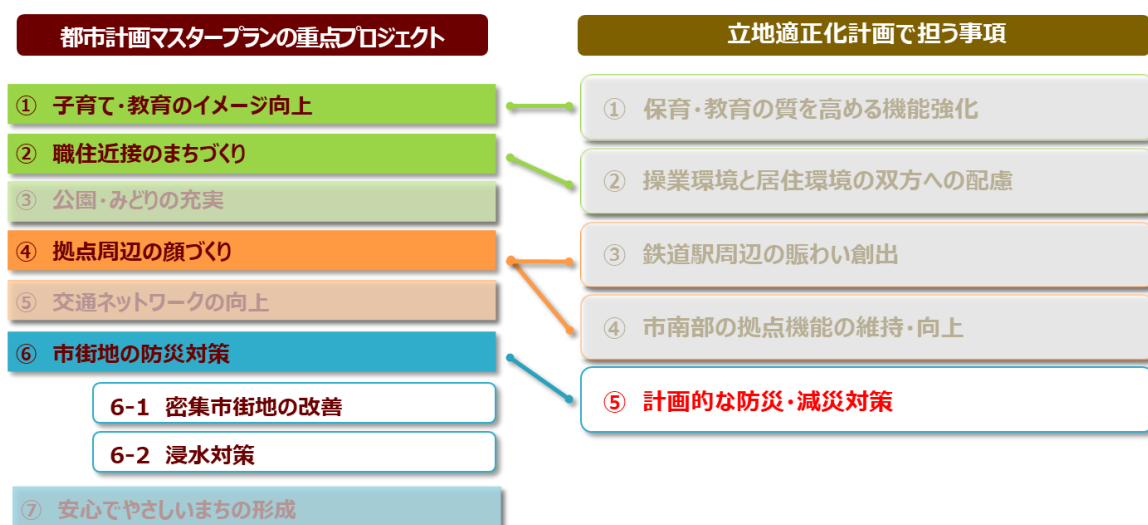 都市計画マスタープランの重点プロジェクト
① 子育て・教育のイメージ向上
② 職住近接のまちづくり
③ 公園・みどりの充実
④ 拠点周辺の顔づくり
⑤ 交通ネットワークの向上
⑥ 市街地の防災対策
6-1 密集市街地の改善
6-2 浸水対策
⑦ 安心でやさしいまちの形成
立地適正化計画で担う事項
① 保育・教育の質を高める機能強化
② 操業環境と居住環境の双方への配慮
③ 鉄道駅周辺の賑わい創出
④ 市南部の拠点機能の維持・向上
⑤ 計画的な防災・減災対策